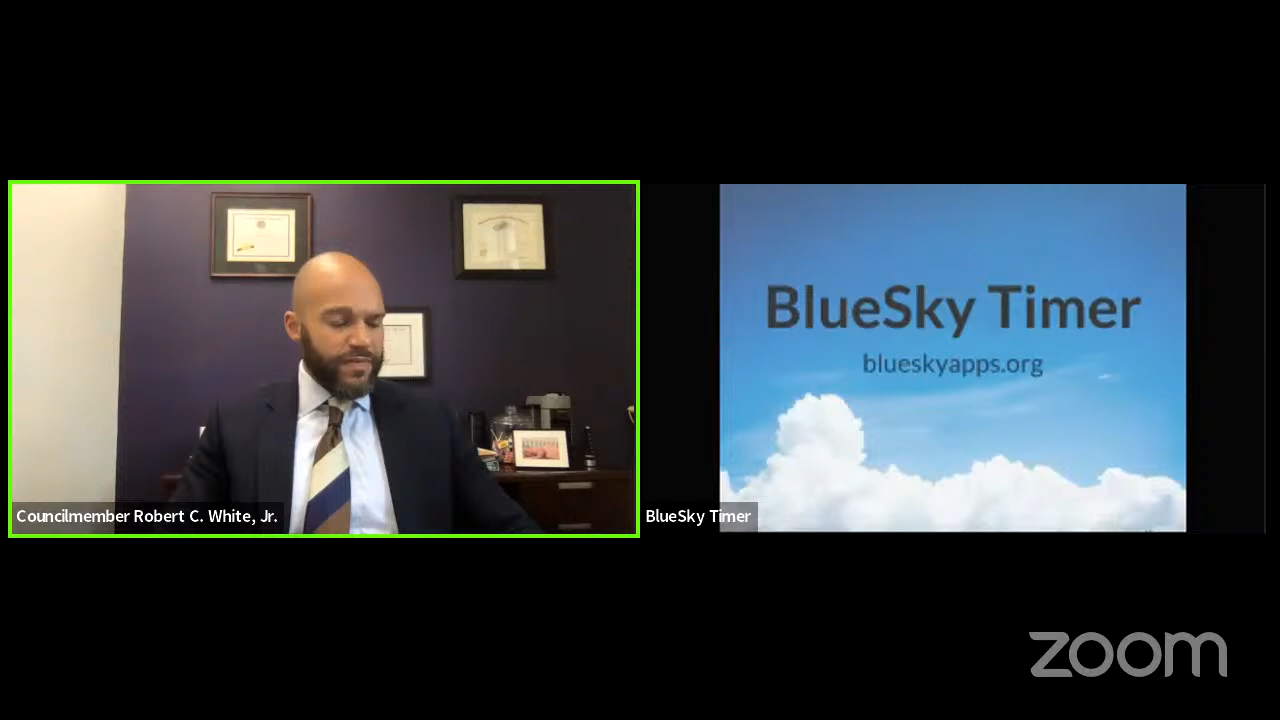 BlueSky Timer
blueskyapps.org
Councilmember Robert C. White, Jr.
BlueSky Timer
zoom